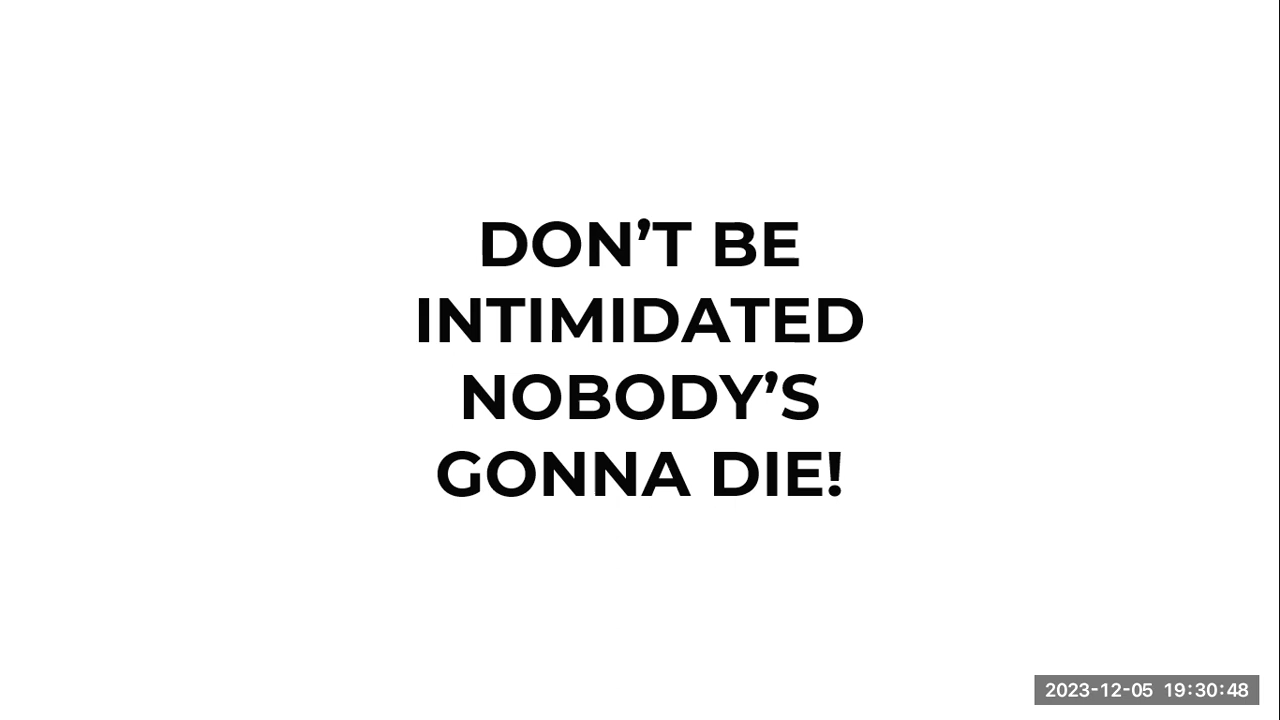 DON’T BE
INTIMIDATED
NOBODY’S
GONNA DIE!
2023-12-05 19:30:48